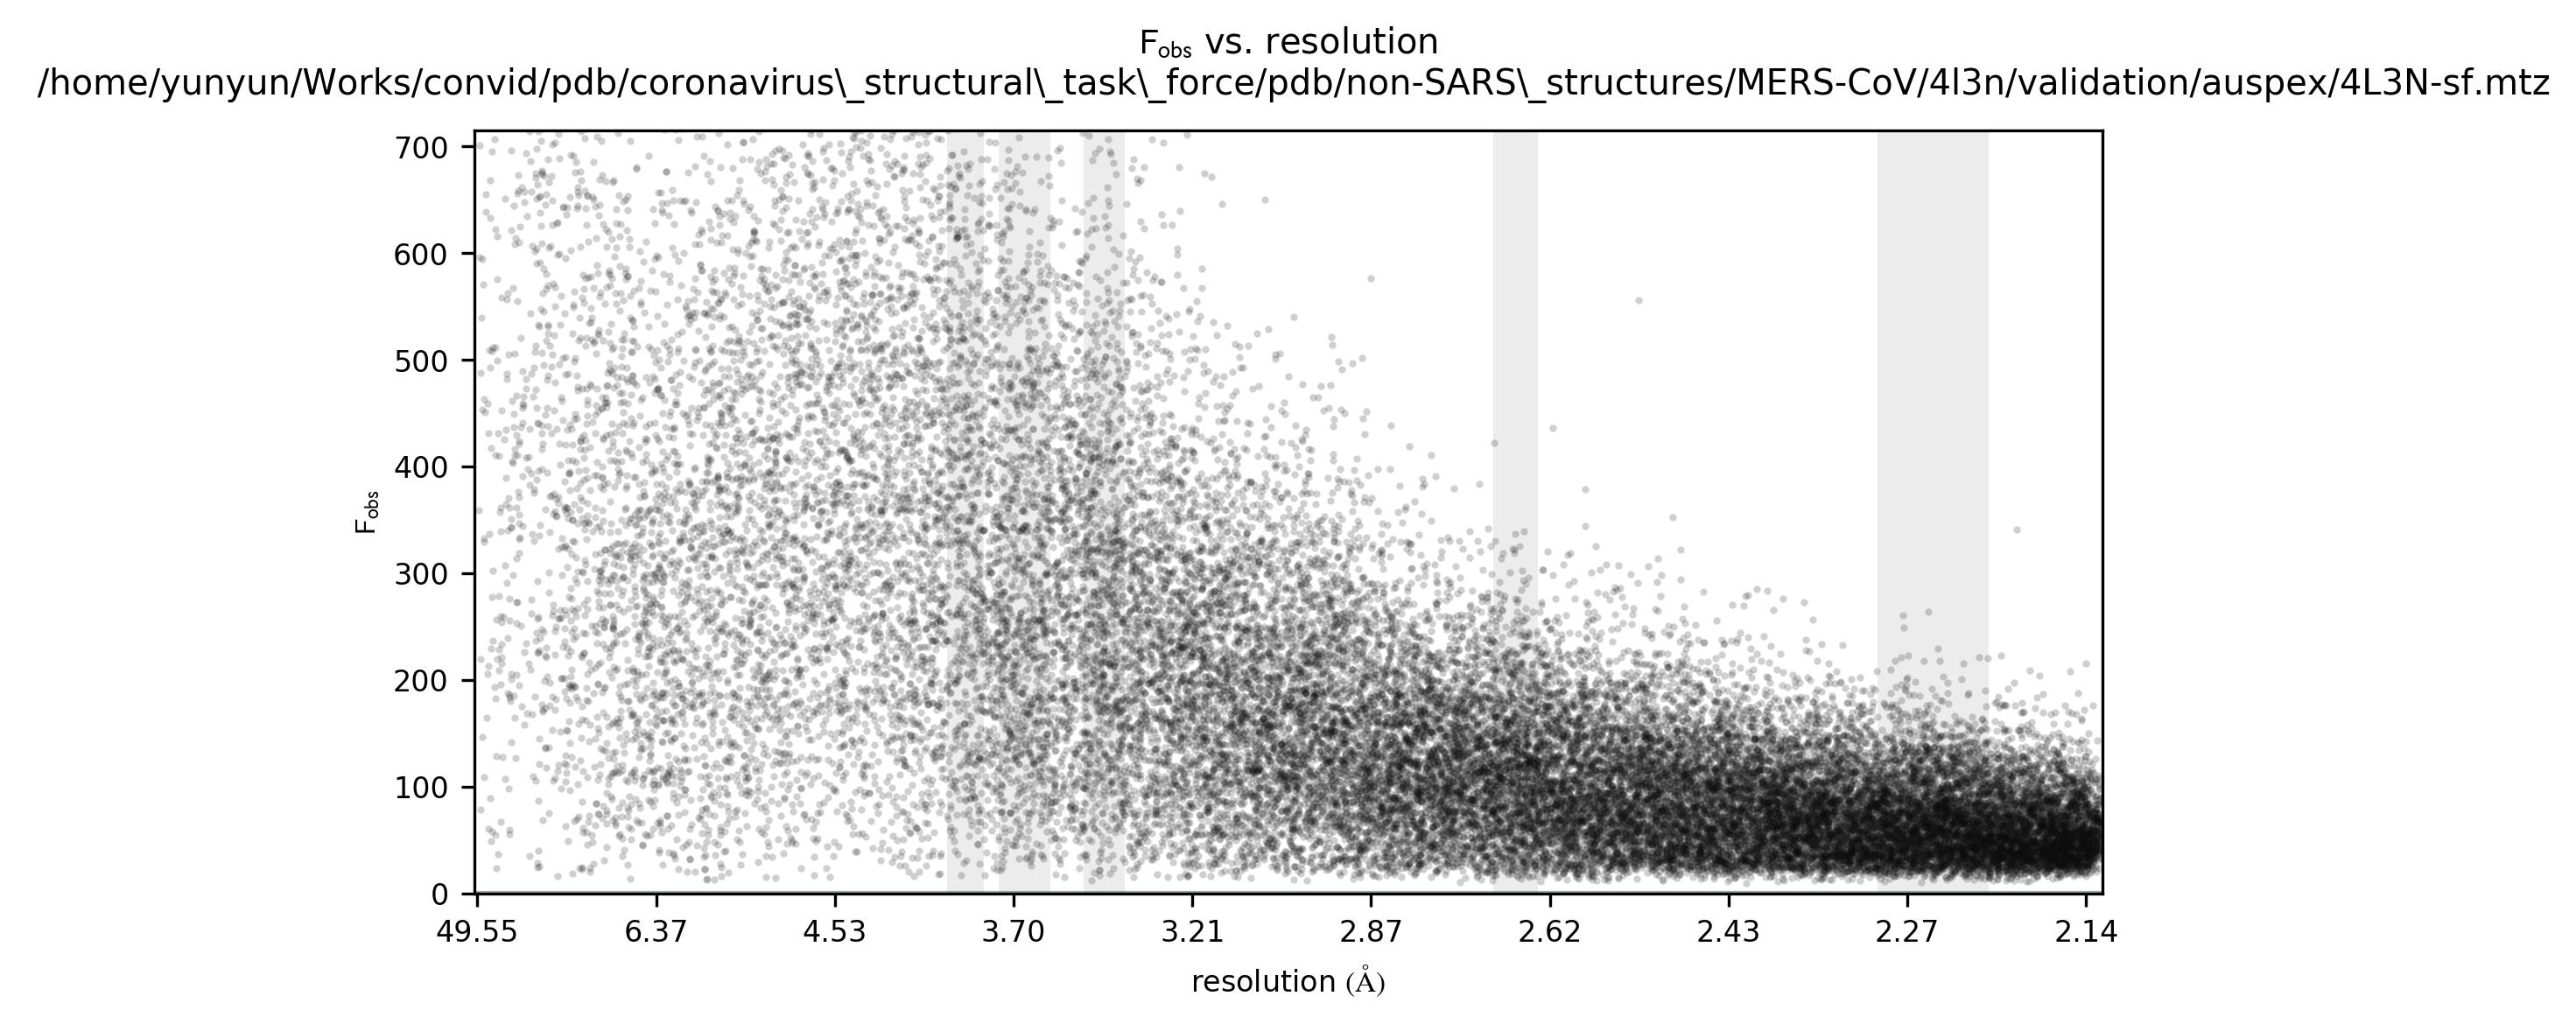 F_obs vs. resolution
/home/yunyun/Works/convid/pdb/coronavirus\_structural\_task\_force/pdb/non-SARS\_structures/MERS-CoV/4l3n/validation/auspex/4L3N-sf.mtz
700
600
500
400
300
200
100
0
F_obs
49.55 6.37 4.53 3.70 3.21 2.87 2.62 2.43 2.27 2.14
resolution (Å)